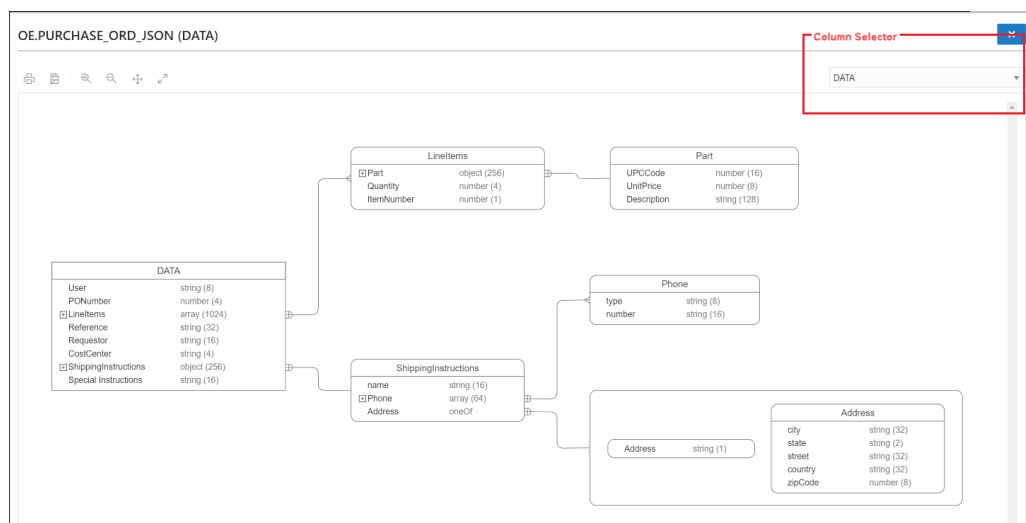 OE.PURCHASE_ORD_JSON (DATA)
Column Selector
DATA
LineItems
Part object (256)
Quantity number (4)
ItemNumber number (1)
Part
UPCCode number (16)
UnitPrice number (8)
Description string (128)
DATA
User string (8)
PONumber number (4)
LineItems array (1024)
Reference string (32)
Requestor string (16)
CostCenter string (4)
ShippingInstructions object (256)
Special Instructions string (16)
Phone
type string (8)
number string (16)
ShippingInstructions
name string (16)
Phone array (64)
Address oneOf
Address string (1)
Address
city string (32)
state string (2)
street string (32)
country string (32)
zipCode number (8)